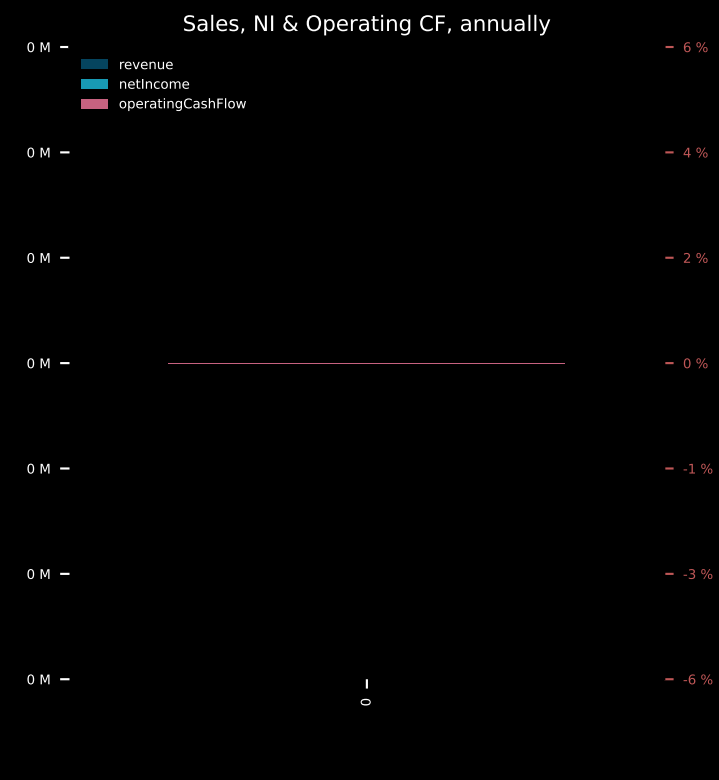 Sales, NI & Operating CF, annually
0 M
6 %
revenue
netIncome
operatingCashFlow
0 M
4 %
0 M
2 %
0 M
0 %
0 M
-1 %
0 M
-3 %
0 M
-6 %
0